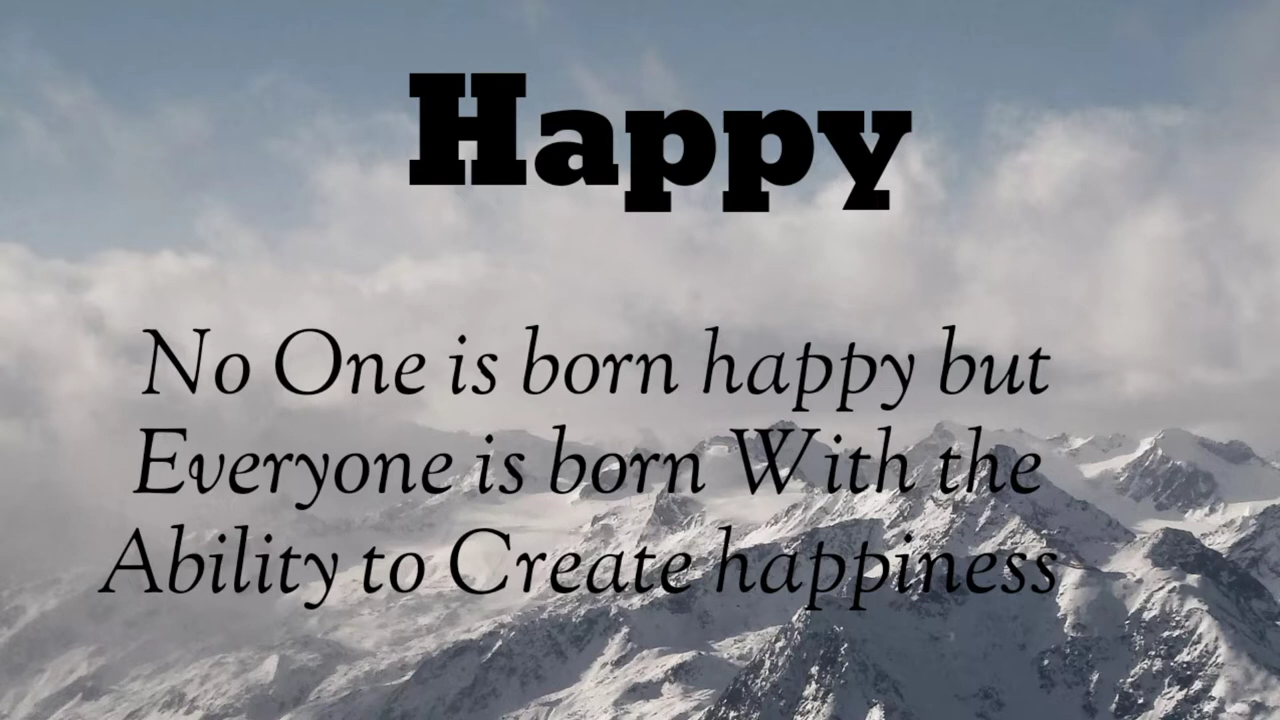 Happy
No One is born happy but
Everyone is born With the
Ability to Create happiness